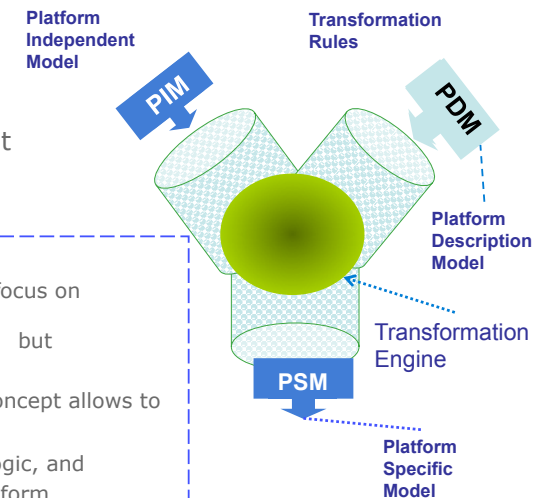 Platform
Independent
Model
Transformation
Rules
PIM
PDM
t
Platform
Description
Model
focus on
but
Transformation
Engine
PSM
oncept allows to
Platform
Specific
Model
ogic, and
form